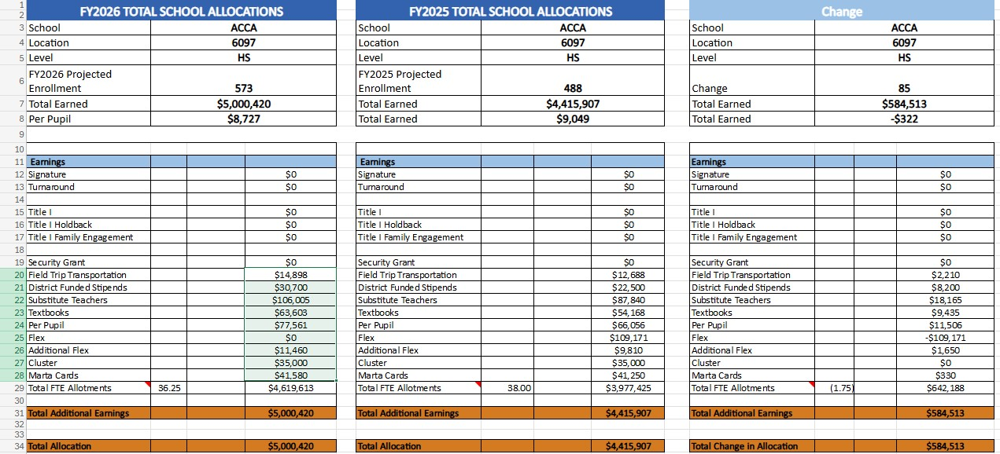 1 FY2026 TOTAL SCHOOL ALLOCATIONS FY2025 TOTAL SCHOOL ALLOCATIONS Change
2
3 School ACCA School ACCA School ACCA
4 Location 6097 Location 6097 Location 6097
5 Level HS Level HS Level HS
FY2026 Projected FY2025 Projected
6 Enrollment 573 Enrollment 488 Change 85
7 Total Earned $5,000,420 Total Earned $4,415,907 Total Earned $584,513
8 Per Pupil $8,727 Total Earned $9,049 Total Earned -$322
9
10
11 Earnings Earnings Earnings
12 Signature $0 Signature $0 Signature $0
13 Turnaround $0 Turnaround $0 Turnaround $0
14
15 Title I $0 Title I $0 Title I $0
16 Title I Holdback $0 Title I Holdback $0 Title I Holdback $0
17 Title I Family Engagement $0 Title I Family Engagement $0 Title I Family Engagement $0
18
19 Security Grant $0 Security Grant $0 Security Grant $0
20 Field Trip Transportation $14,898 Field Trip Transportation $12,688 Field Trip Transportation $2,210
21 District Funded Stipends $30,700 District Funded Stipends $22,500 District Funded Stipends $8,200
22 Substitute Teachers $106,005 Substitute Teachers $87,840 Substitute Teachers $18,165
23 Textbooks $63,603 Textbooks $54,168 Textbooks $9,435
24 Per Pupil $77,561 Per Pupil $66,056 Per Pupil $11,506
25 Flex $0 Flex $109,171 Flex -$109,171
26 Additional Flex $11,460 Additional Flex $9,810 Additional Flex $1,650
27 Cluster $35,000 Cluster $35,000 Cluster $0
28 Marta Cards $41,580 Marta Cards $41,250 Marta Cards $330
29 Total FTE Allotments 36.25 $4,619,613 Total FTE Allotments 38.00 $3,977,425 Total FTE Allotments (1.75) $642,188
30
31 Total Additional Earnings $5,000,420 Total Additional Earnings $4,415,907 Total Additional Earnings $584,513
32
33
34 Total Allocation $5,000,420 Total Allocation $4,415,907 Total Change in Allocation $584,513